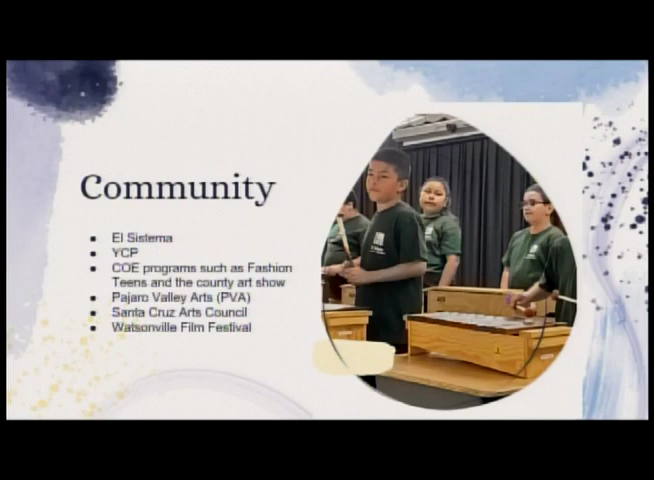 Community
El Sistema
YCP
COE programs such as Fashion
Teens and the county art show
Pajaro Valley Arts (PVA)
Santa Cruz Arts Council
Watsonville Film Festival